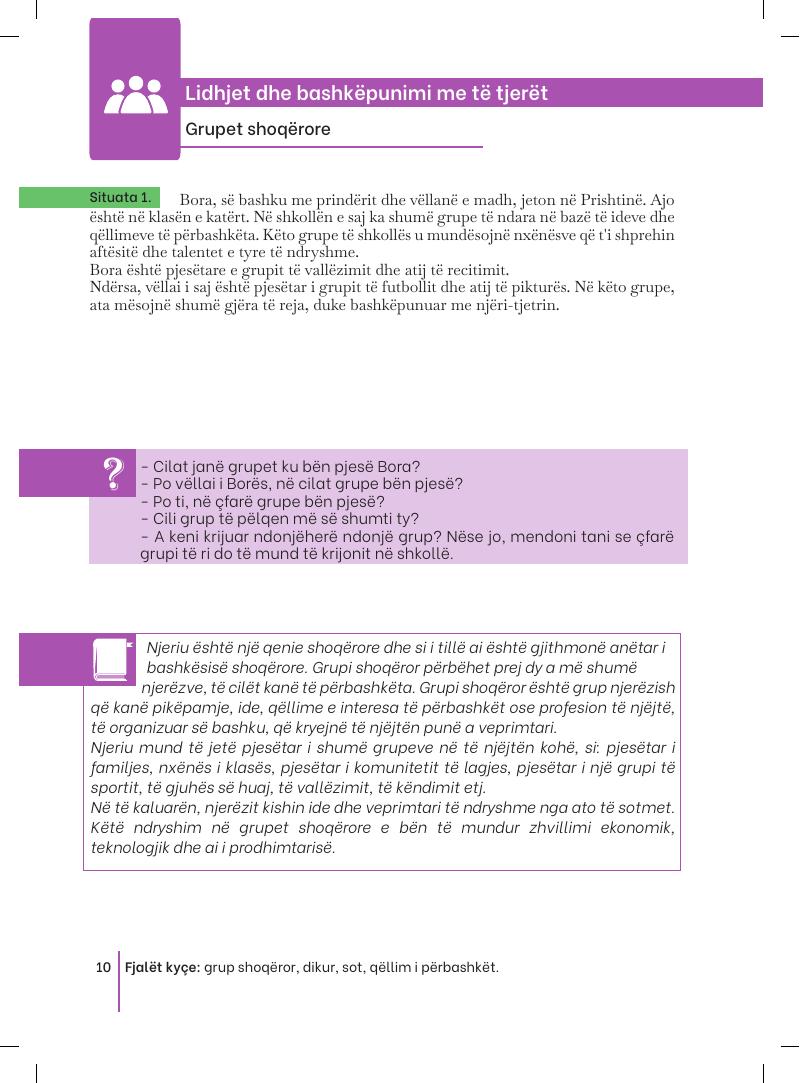 Lidhjet dhe bashkëpunimi me të tjerët
Grupet shoqërore
Situata 1. Bora, së bashku me prindërit dhe vëllanë e madh, jeton në Prishtinë. Ajo
është në klasën e katërt. Në shkollën e saj ka shumë grupe të ndara në bazë të ideve dhe
qëllimeve të përbashkëta. Këto grupe të shkollës u mundësojnë nxënësve që t'i shprehin
aftësitë dhe talentet e tyre të ndryshme.
Bora është pjesëtare e grupit të vallëzimit dhe atij të recitimit.
Ndërsa, vëllai i saj është pjesëtar i grupit të futbollit dhe atij të pikturës. Në këto grupe,
ata mësojnë shumë gjëra të reja, duke bashkëpunuar me njëri-tjetrin.
?
– Cilat janë grupet ku bën pjesë Bora?
– Po vëllai i Borës, në cilat grupe bën pjesë?
– Po ti, në çfarë grupe bën pjesë?
– Cili grup të pëlqen më së shumti ty?
– A keni krijuar ndonjëherë ndonjë grup? Nëse jo, mendoni tani se çfarë
grupi të ri do të mund të krijonit në shkollë.
Njeriu është një qenie shoqërore dhe si i tillë ai është gjithmonë anëtar i
bashkësisë shoqërore. Grupi shoqëror përbëhet prej dy a më shumë
njerëzve, të cilët kanë të përbashkëta. Grupi shoqëror është grup njerëzish
që kanë pikëpamje, ide, qëllime e interesa të përbashkët ose profesion të njëjtë,
të organizuar së bashku, që kryejnë të njëjtën punë a veprimtari.
Njeriu mund të jetë pjesëtar i shumë grupeve në të njëjtën kohë, si: pjesëtar i
familjes, nxënës i klasës, pjesëtar i komunitetit të lagjes, pjesëtar i një grupi të
sportit, të gjuhës së huaj, të vallëzimit, të këndimit etj.
Në të kaluarën, njerëzit kishin ide dhe veprimtari të ndryshme nga ato të sotmet.
Këtë ndryshim në grupet shoqërore e bën të mundur zhvillimi ekonomik,
teknologjik dhe ai i prodhimtarisë.
10 Fjalët kyçe: grup shoqëror, dikur, sot, qëllim i përbashkët.